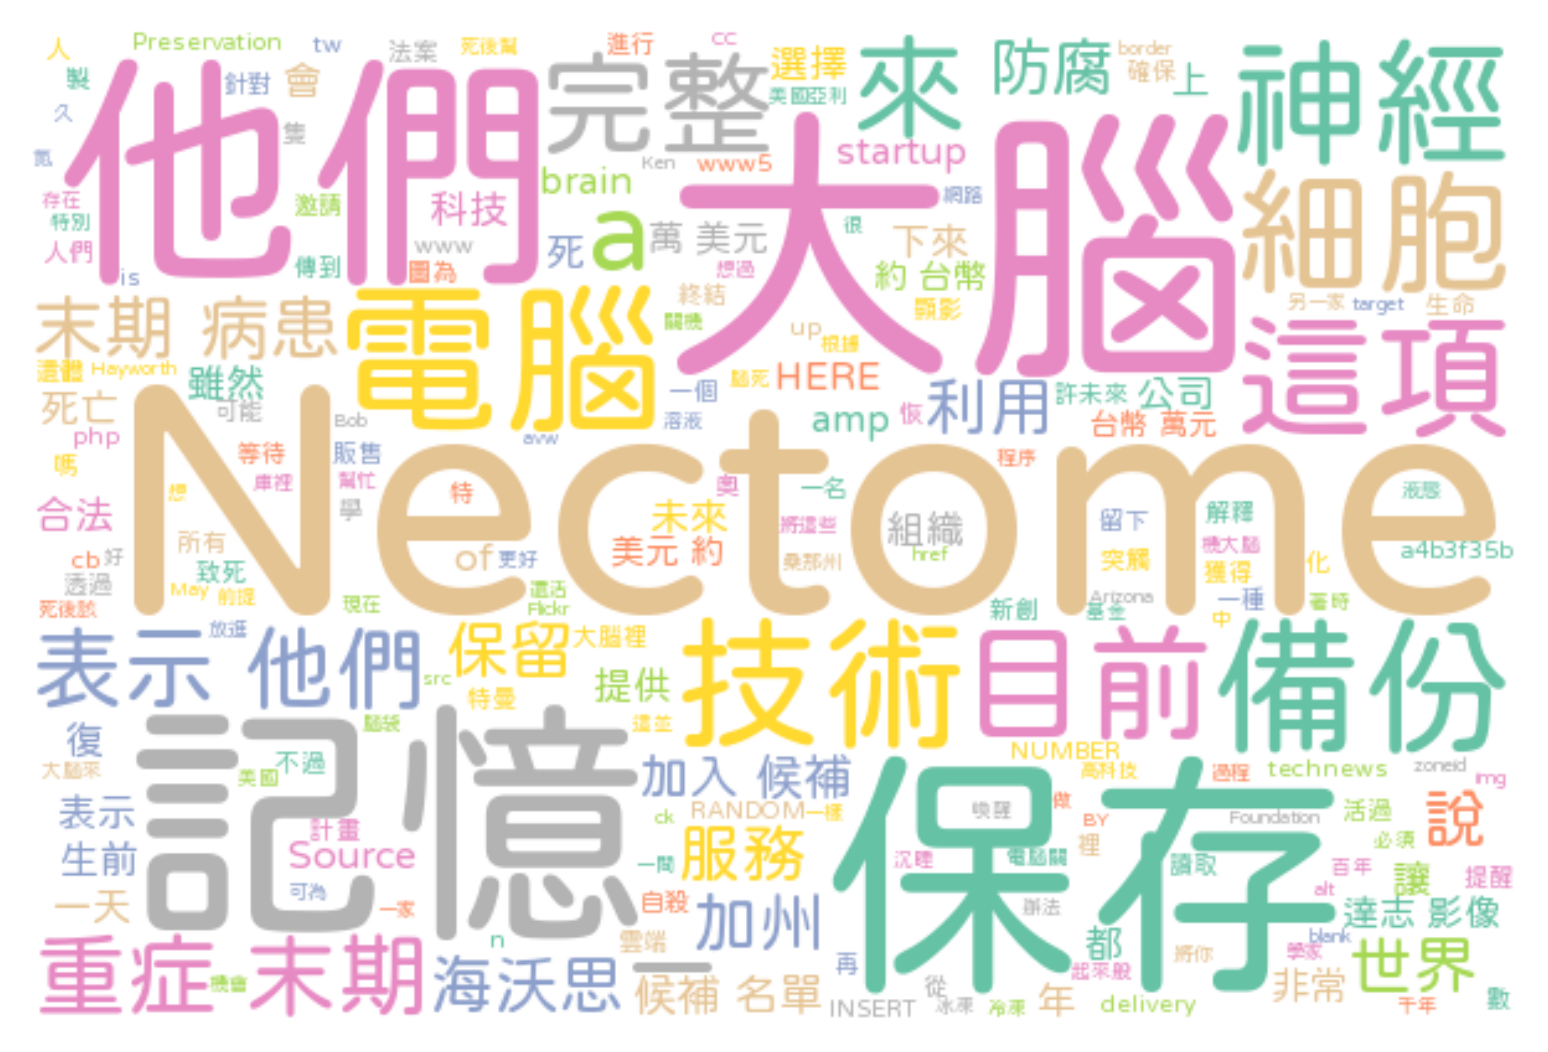 人 Preservation tw 法案 死後幫 進行 cc
製 針對 會 完整 選擇 來 防腐 border 確保 上 神經
久 他們 美國亞利
氪 隻 Ken www5 startup
存在 邀請 科技 brain 大腦 網路 細胞
特別 www 死 a 萬 美元 很 下來
人們 傳到 圖為 想過 約 台幣
is 終結 顯影 另一家 target 生命
末期 病患 電腦 關機 up 根據 這項
遺體 Hayworth 雖然 一個 腦死 HERE 利用 許未來 公司
死亡 可能 Bob 溶液 amp 恢 台幣 萬元
php avw
嗎 等待 販售 Nectome 程序
庫裡 幫忙 奧 一名 液態
想 特
合法 學 未來 將這些 組織 留下 解釋
所有 美元 約 href 機大腦 a4b3f35b
cb 好 of 更好 桑那州 突觸 化
透過 致死 獲得
死後該 May 前提 現在 還活 Flickr 新創 Arizona 基金 一種 著時
放逛 中
表示 他們 保留 大腦裡 技術 目前 備份
src 提供
特曼
復 腦袋 這並
大腦來 美國 不過 記憶 加入 候補 NUMBER 高科技 過程 technews zoneid img
表示 計畫 RANDOM 一樣 保存 喚醒 做 Foundation 活過 說
ck BY 必須
生前 Source 一間 服務 沉睡 電腦關 裡 讀取 百年 讓 提醒
可為 alt
一天 一家 自殺 加州 辦法 達志 影像
雲端 都 blank
重症 機會 末期 n 再 將你 學家 世界
海沃思 一 起來般 非常
候補 名單 INSERT 從 冰凍 冷凍 年 delivery 千年 數